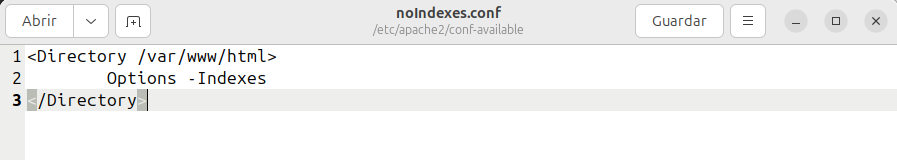 Abrir
noIndexes.conf
/etc/apache2/conf-available
Guardar
1 <Directory /var/www/html>
2 Options -Indexes
3 </Directory>